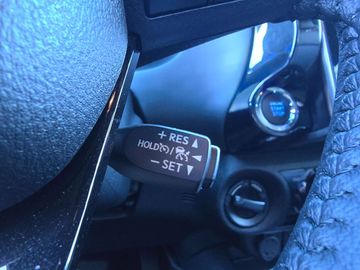 + RES ▲
HOLD /
− SET ▼